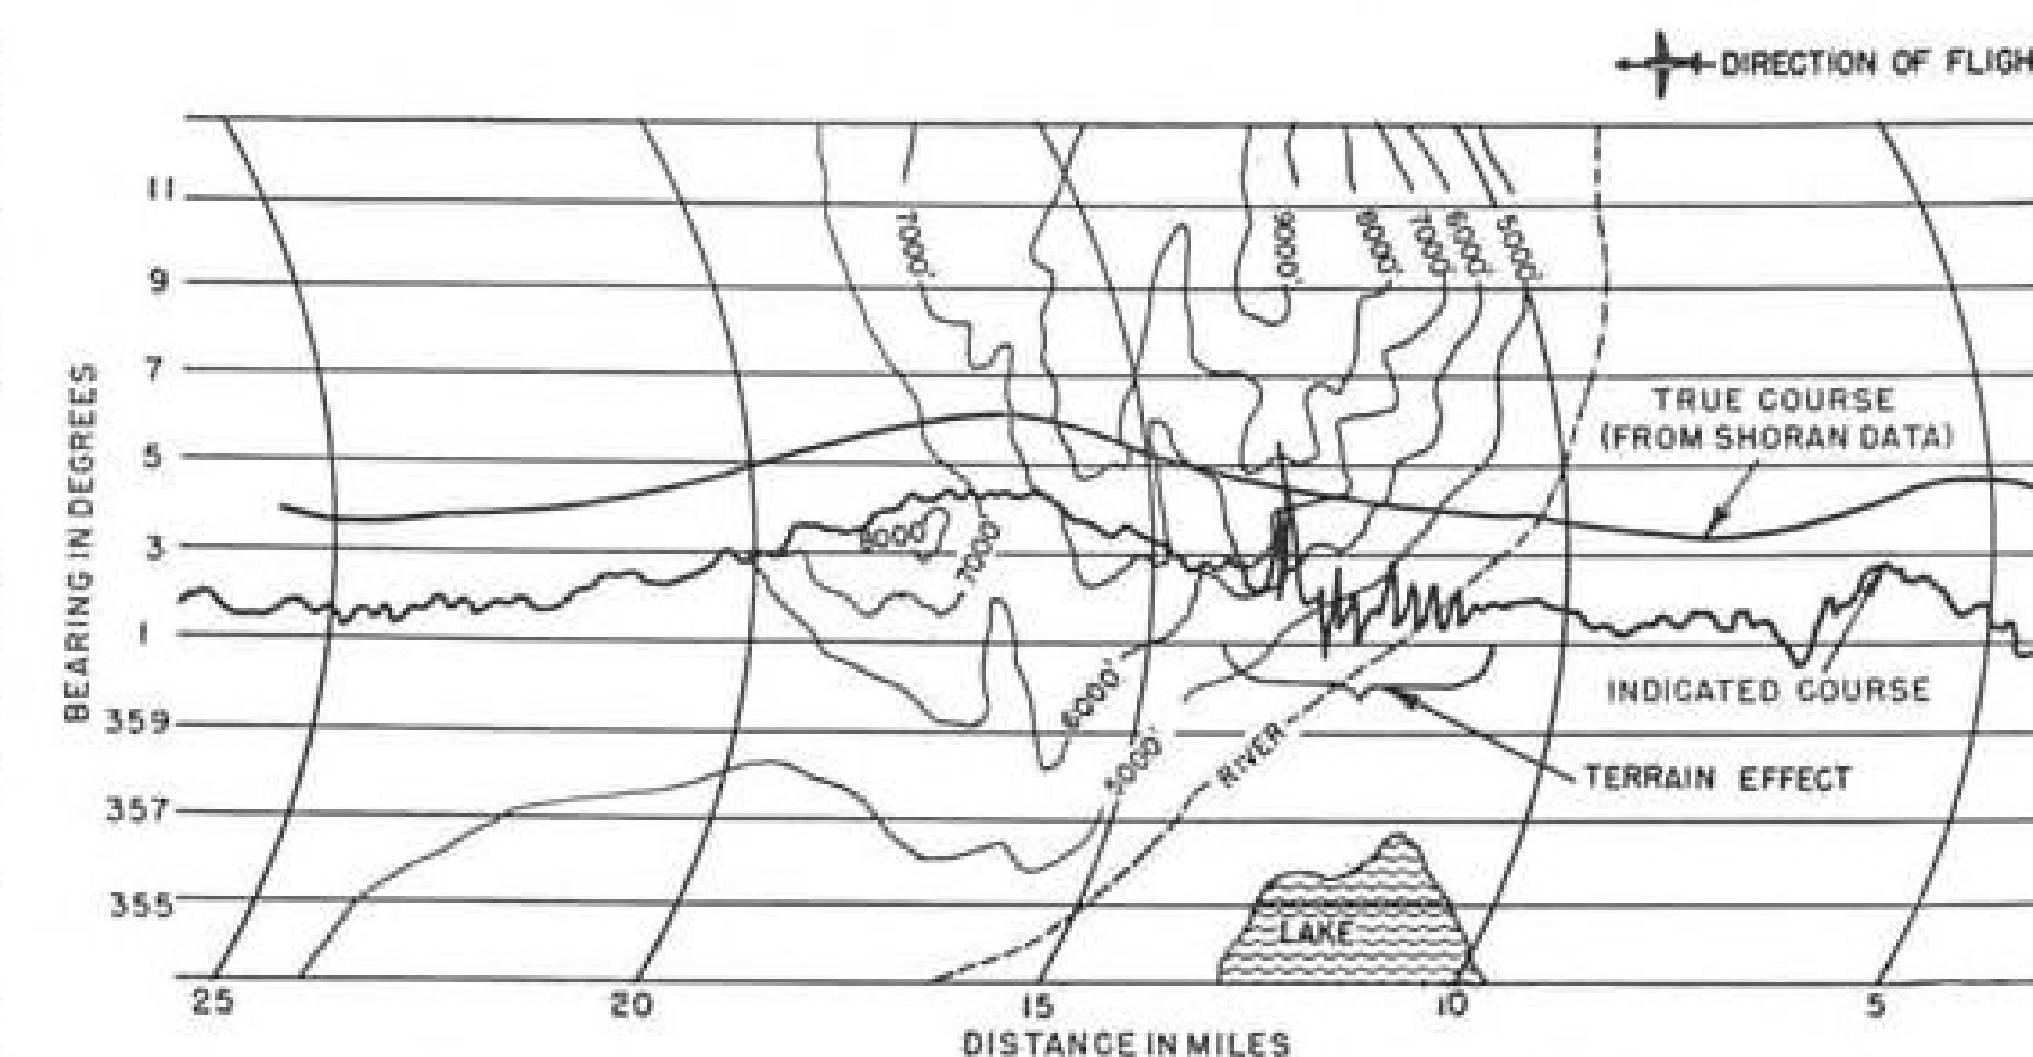 DIRECTION OF FLIGH
11
9
7
5
3
1
359
357
355
BEARING IN DEGREES
7000'
9000'
8000'
7000'
6000'
5000'
TRUE COURSE
(FROM SHORAN DATA)
7000'
6000'
5000'
RIVER
INDICATED COURSE
TERRAIN EFFECT
LAKE
25
20
15
10
5
DISTANCE IN MILES